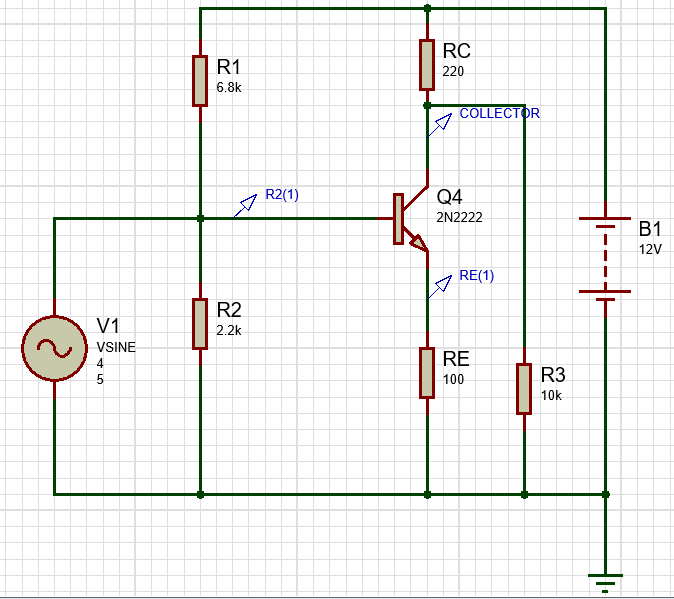 R1
6.8k
RC
220
COLLECTOR
R2(1)
Q4
2N2222
B1
12V
RE(1)
V1
VSINE
4
5
R2
2.2k
RE
100
R3
10k